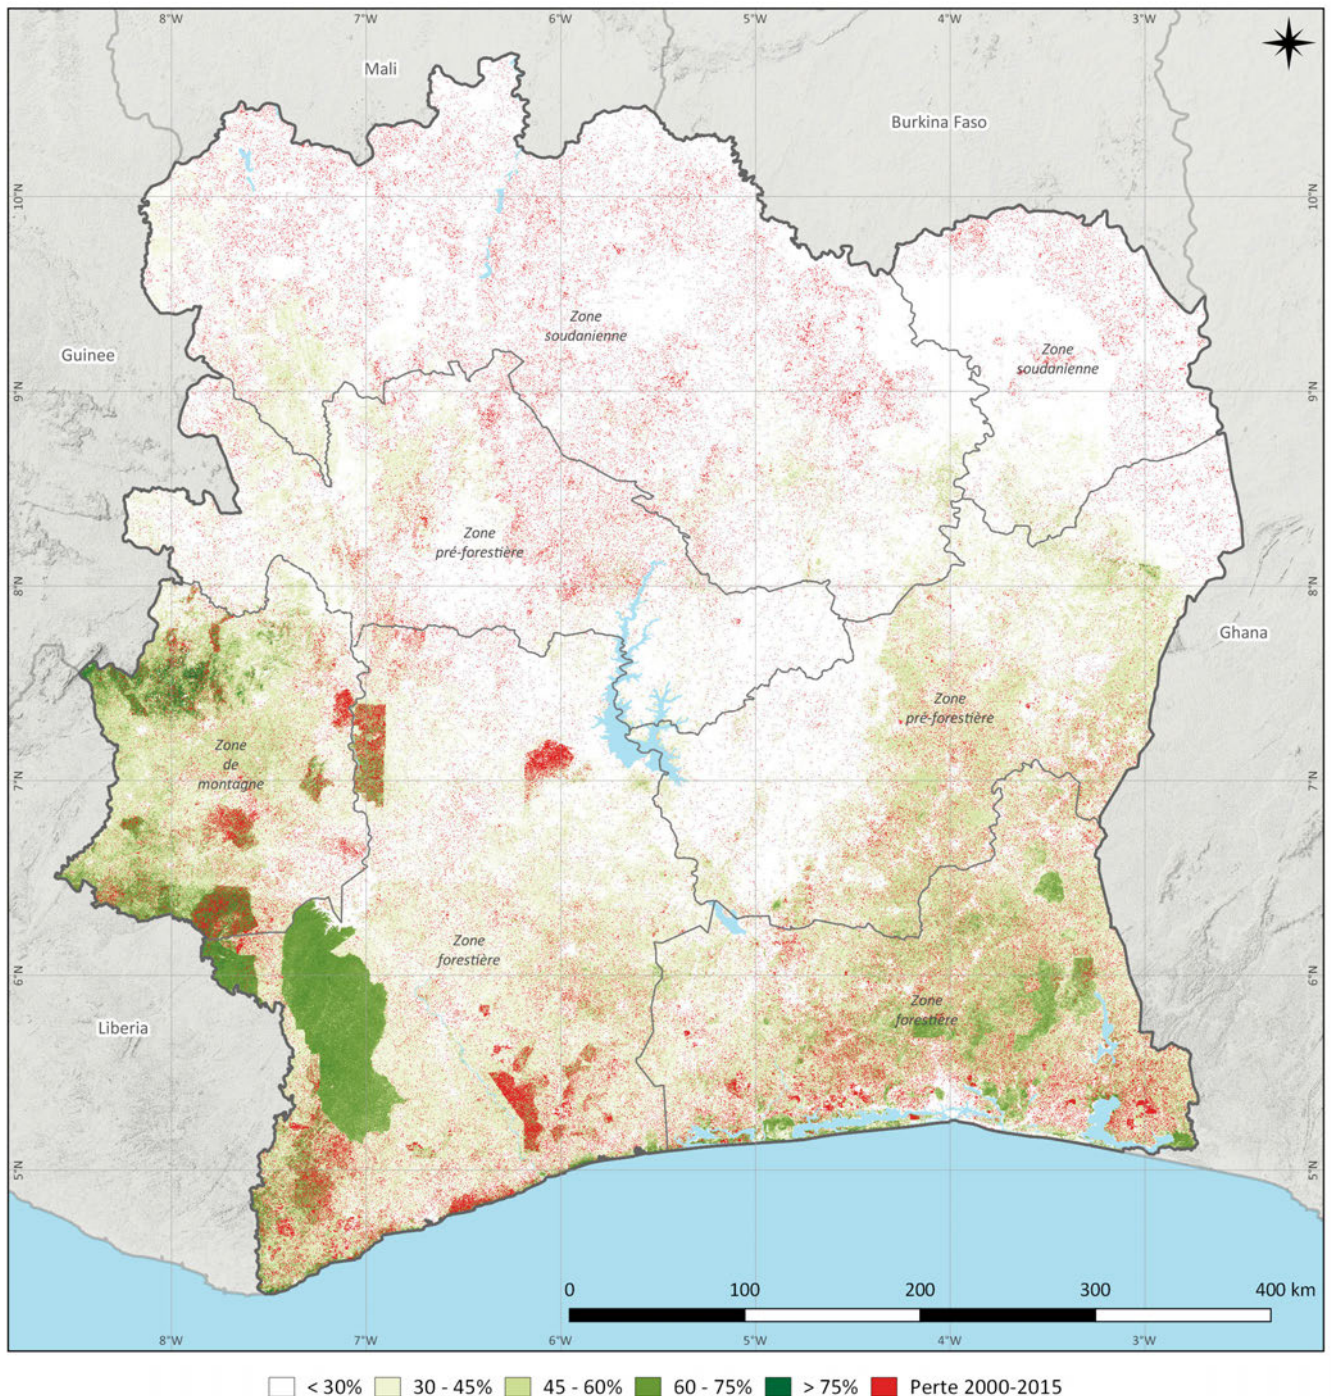 8°W 7°W 6°W 5°W 4°W 3°W
Mali
Burkina Faso
10°N 10°N
Zone
soudanienne
Zone
soudanienne
Guinee
9°N 9°N
Zone
pré-forestière
8°N 8°N
Ghana
Zone
pré-forestière
Zone
de
montagne
7°N 7°N
Zone
forestière
6°N 6°N
Zone
forestière
Liberia
5°N 5°N
0 100 200 300 400 km
8°W 7°W 6°W 5°W 4°W 3°W
< 30% 30 - 45% 45 - 60% 60 - 75% > 75% Perte 2000-2015